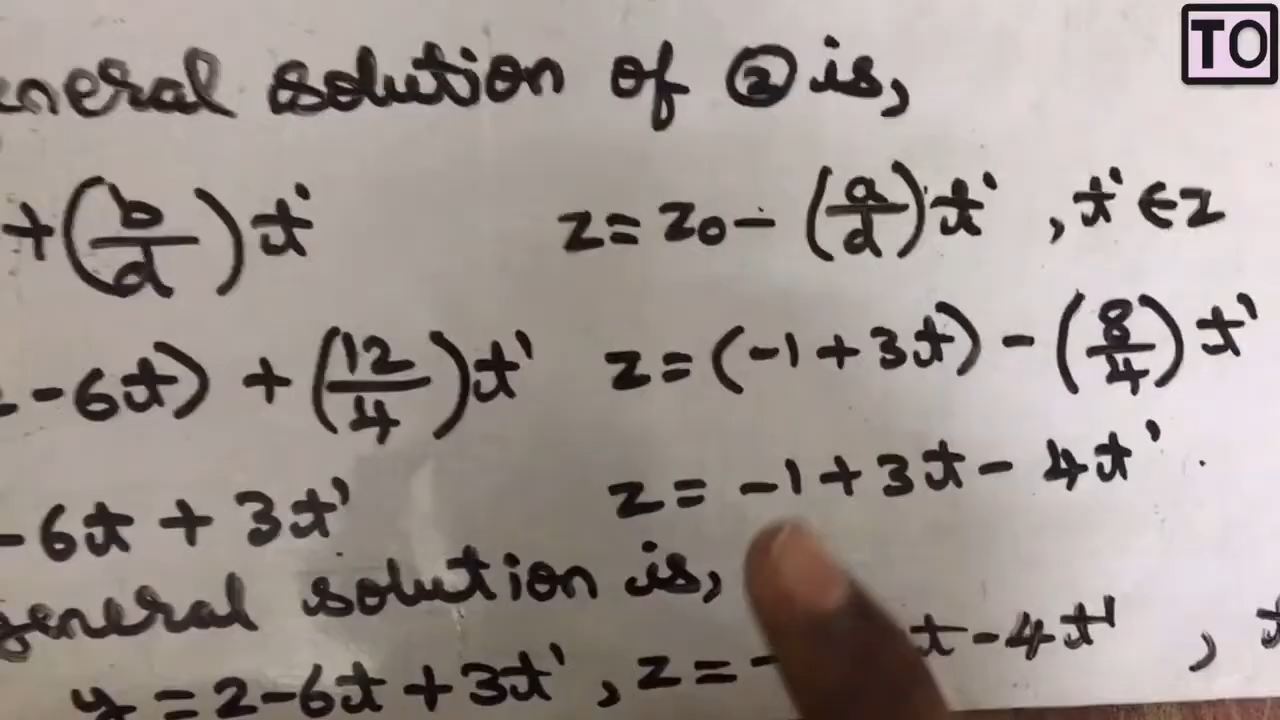 TO
general solution of ② is,
+(b/d)t' z=z₀-(a/d)t' , t' ∈ z
-6t) + (12/4)t' z=(-1+3t)-(8/4)t'
-6t + 3t' z=-1+3t-4t'.
general solution is,
y=2-6t+3t', z=- t-4t' ,